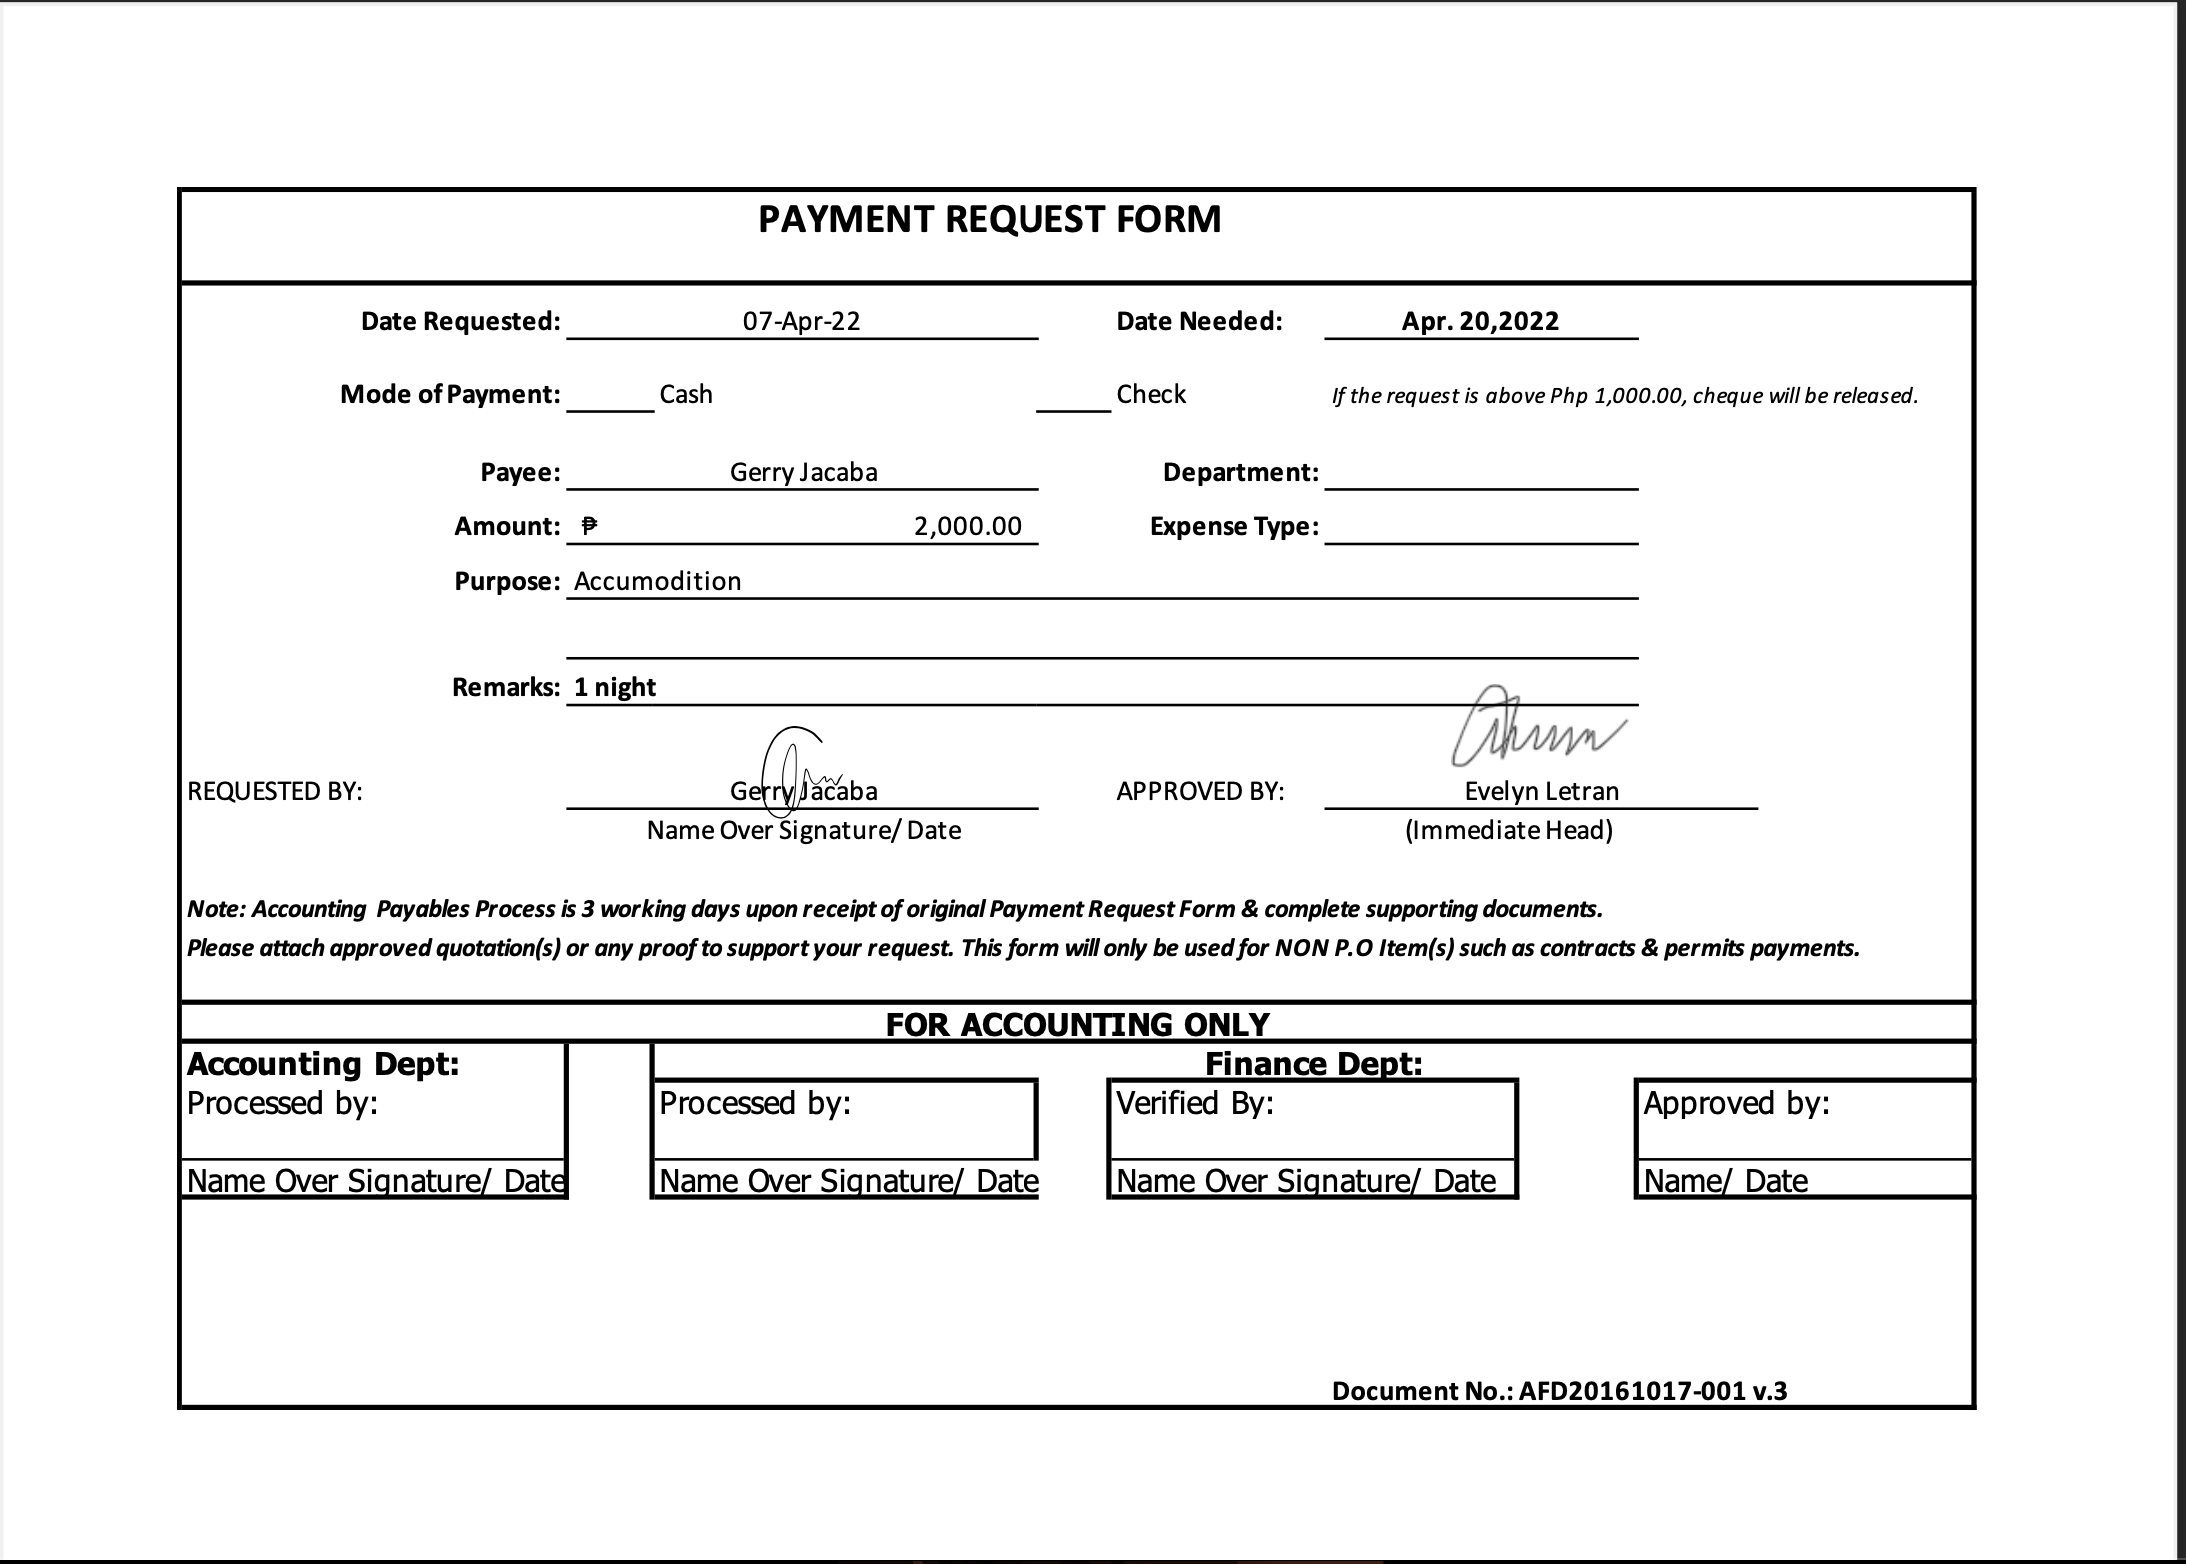 PAYMENT REQUEST FORM
Date Requested: 07-Apr-22 Date Needed: Apr. 20,2022
Mode of Payment: Cash Check If the request is above Php 1,000.00, cheque will be released.
Payee: Gerry Jacaba Department:
Amount: ₱ 2,000.00 Expense Type:
Purpose: Accumodition
Remarks: 1 night
REQUESTED BY: Gerry Jacaba APPROVED BY: Evelyn Letran
Name Over Signature/ Date (Immediate Head)
Note: Accounting Payables Process is 3 working days upon receipt of original Payment Request Form & complete supporting documents.
Please attach approved quotation(s) or any proof to support your request. This form will only be used for NON P.O Item(s) such as contracts & permits payments.
FOR ACCOUNTING ONLY
Accounting Dept: Finance Dept:
Processed by: Processed by: Verified By: Approved by:
Name Over Signature/ Date Name Over Signature/ Date Name Over Signature/ Date Name/ Date
Document No.: AFD20161017-001 v.3